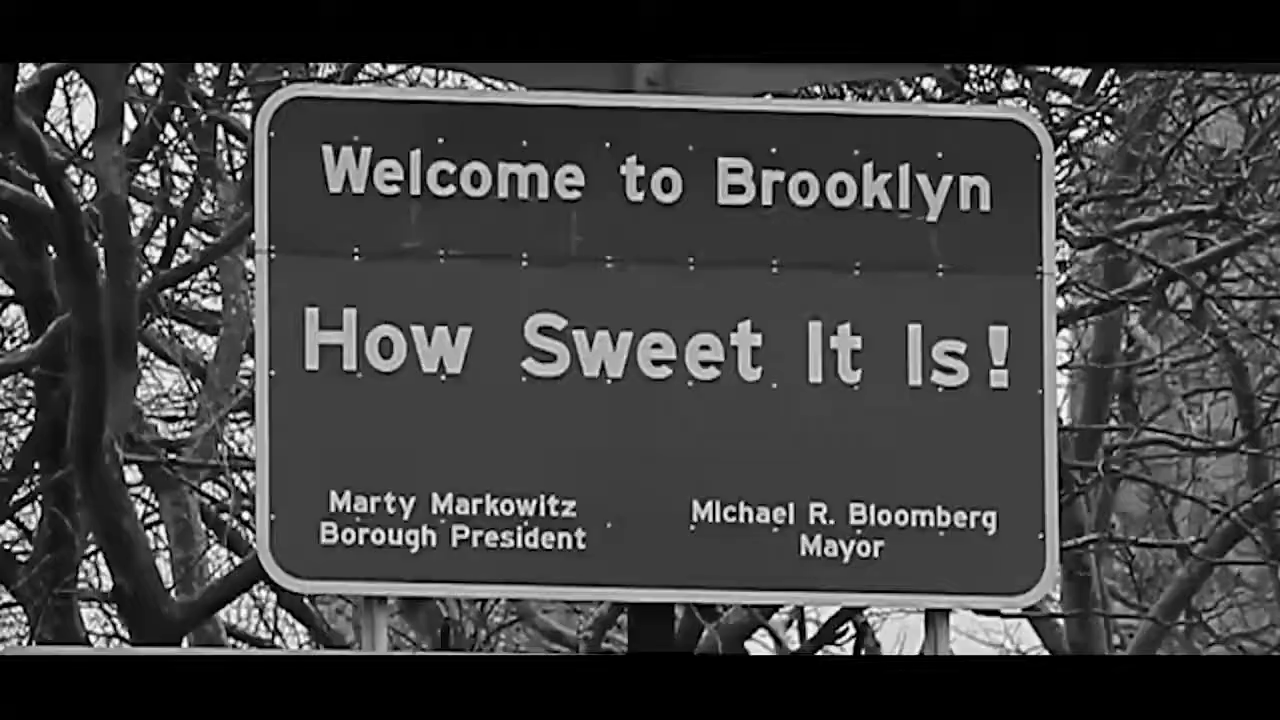 Welcome to Brooklyn
How Sweet It Is!
Marty Markowitz
Borough President
Michael R. Bloomberg
Mayor